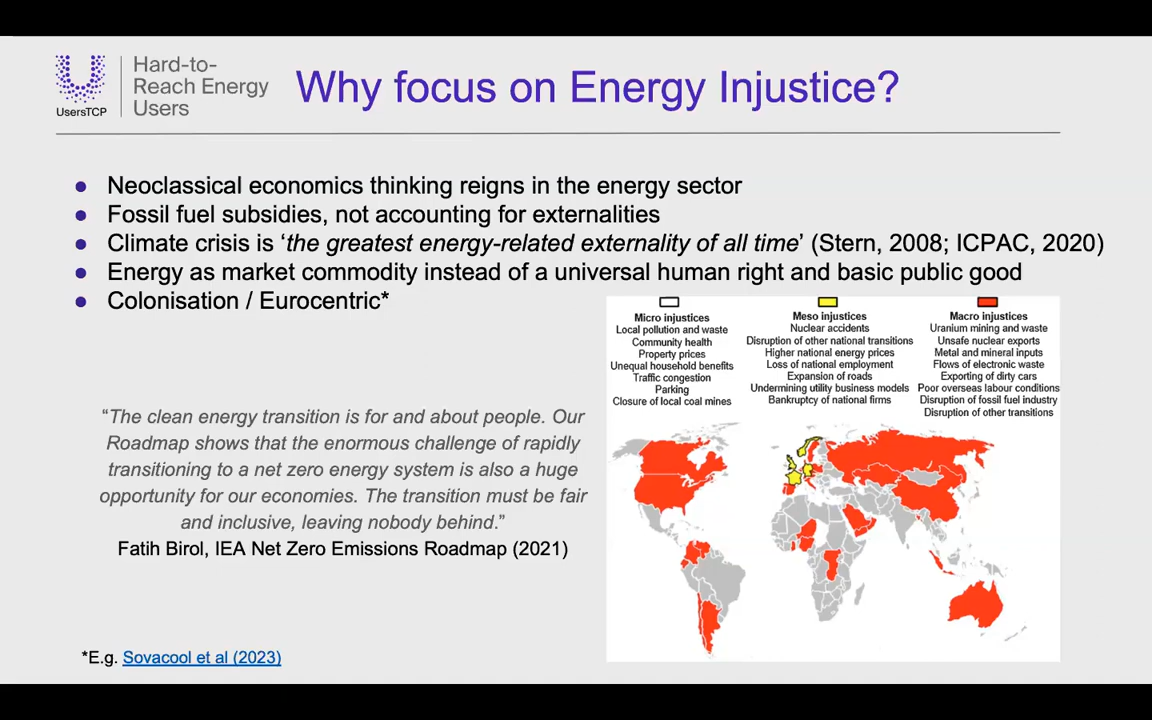 Hard-to-
Reach Energy
Users
UsersTCP
Why focus on Energy Injustice?
● Neoclassical economics thinking reigns in the energy sector
● Fossil fuel subsidies, not accounting for externalities
● Climate crisis is ‘the greatest energy-related externality of all time’ (Stern, 2008; ICPAC, 2020)
● Energy as market commodity instead of a universal human right and basic public good
● Colonisation / Eurocentric*
“The clean energy transition is for and about people. Our
Roadmap shows that the enormous challenge of rapidly
transitioning to a net zero energy system is also a huge
opportunity for our economies. The transition must be fair
and inclusive, leaving nobody behind.”
Fatih Birol, IEA Net Zero Emissions Roadmap (2021)
Micro injustices
Local pollution and waste
Community health
Property prices
Unequal household benefits
Traffic congestion
Parking
Closure of local coal mines
Meso injustices
Nuclear accidents
Disruption of other national transitions
Higher national energy prices
Loss of national employment
Expansion of roads
Undermining utility business models
Bankruptcy of national firms
Macro injustices
Uranium mining and waste
Unsafe nuclear exports
Metal and mineral inputs
Flows of electronic waste
Exporting of dirty cars
Poor overseas labour conditions
Disruption of fossil fuel industry
Disruption of other transitions
*E.g. Sovacool et al (2023)